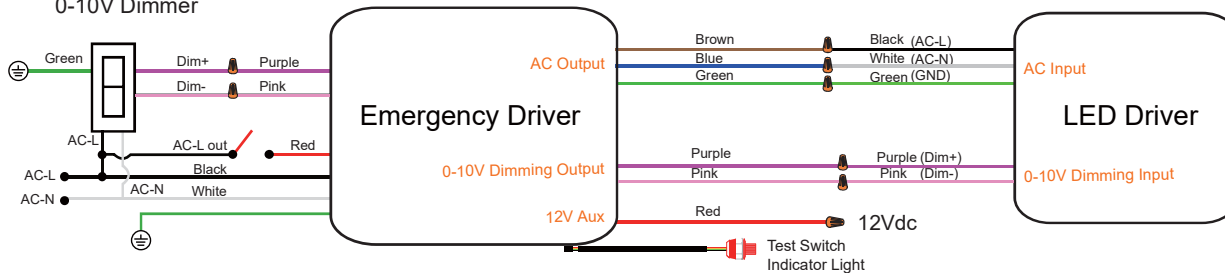 0-10V Dimmer
Green
Dim+
Purple
Dim-
Pink
AC-L
AC-L out
Red
AC-L
Black
AC-N
White
AC-N
Emergency Driver
AC Output
0-10V Dimming Output
12V Aux
Brown
Black (AC-L)
Blue
White (AC-N)
Green
Green (GND)
Purple
Purple (Dim+)
Pink
Pink (Dim-)
Red
12Vdc
Test Switch
Indicator Light
AC Input
LED Driver
0-10V Dimming Input